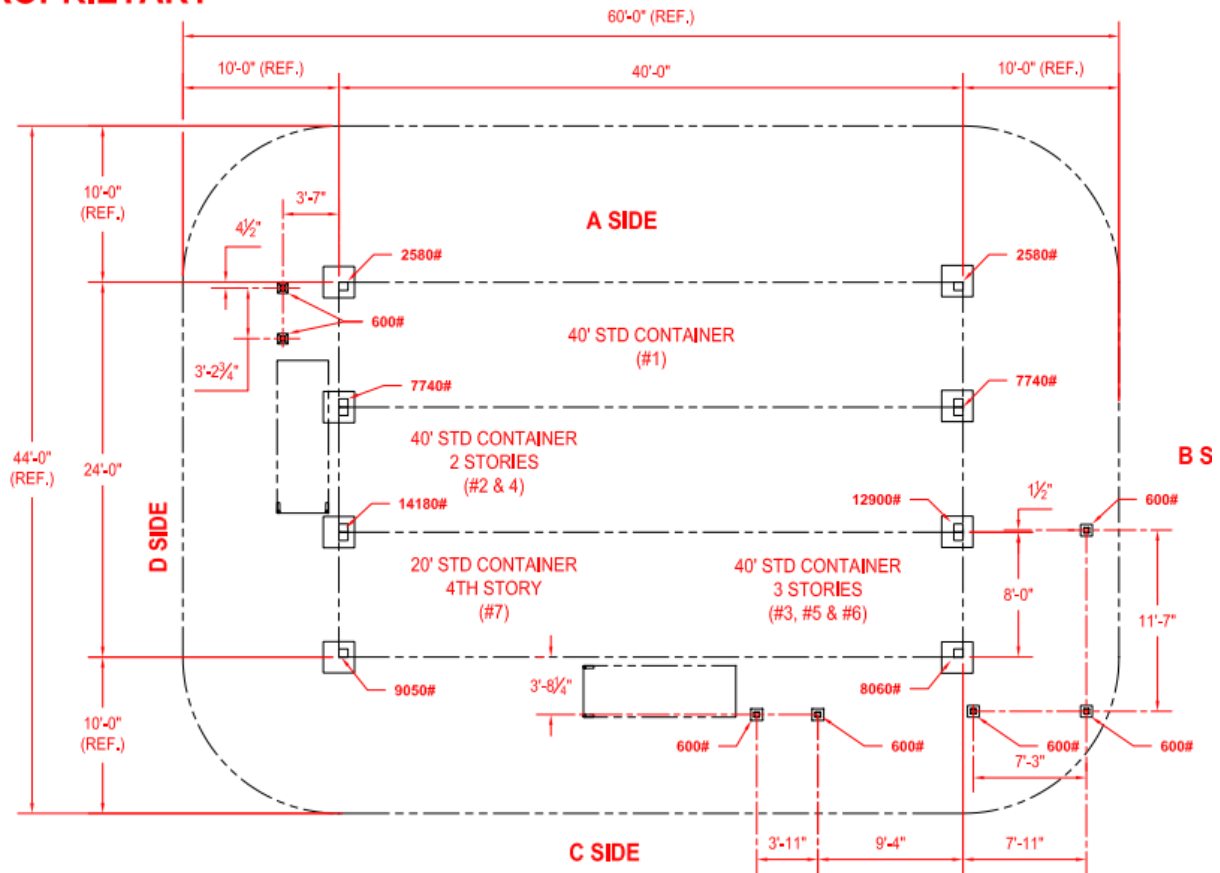 60'-0" (REF.)
10'-0" (REF.)
40'-0"
10'-0" (REF.)
10'-0"
(REF.)
3'-7"
4½"
A SIDE
2580#
2580#
600#
40' STD CONTAINER
(#1)
3'-2¾"
7740#
7740#
44'-0"
(REF.)
24'-0"
40' STD CONTAINER
2 STORIES
(#2 & 4)
B S
1½"
600#
14180#
12900#
D SIDE
20' STD CONTAINER
4TH STORY
(#7)
40' STD CONTAINER
3 STORIES
(#3, #5 & #6)
8'-0"
11'-7"
9050#
3'-8¼"
8060#
10'-0"
(REF.)
600#
600#
600#
600#
7'-3"
C SIDE
3'-11"
9'-4"
7'-11"